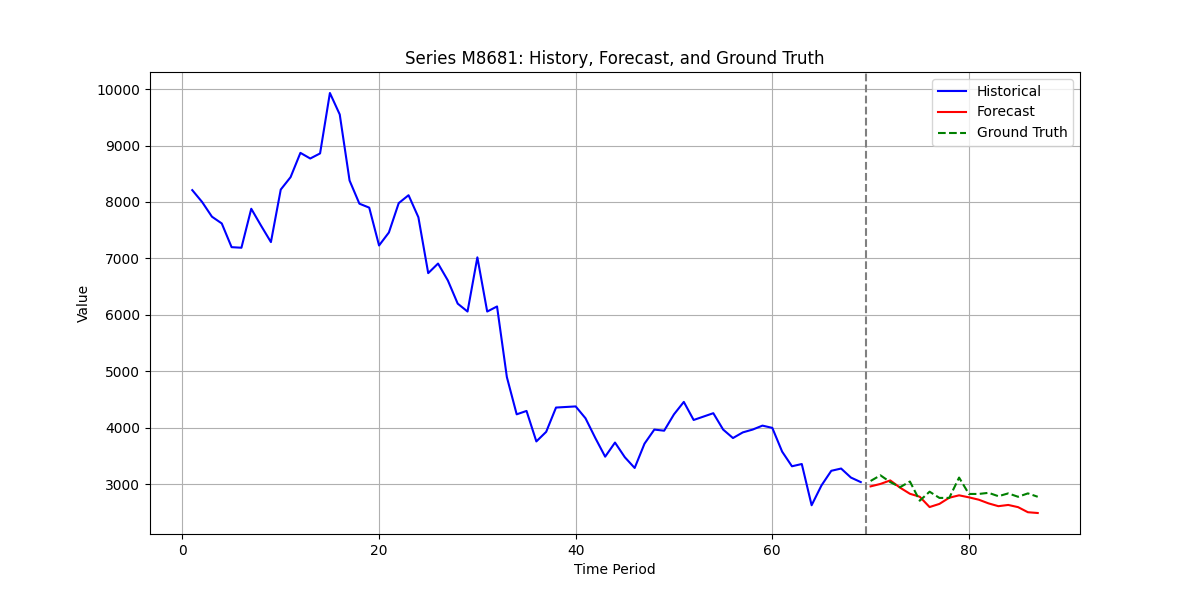 Series M8681: History, Forecast, and Ground Truth
Historical
Forecast
Ground Truth
10000
9000
8000
7000
6000
5000
4000
3000
Value
0 20 40 60 80
Time Period